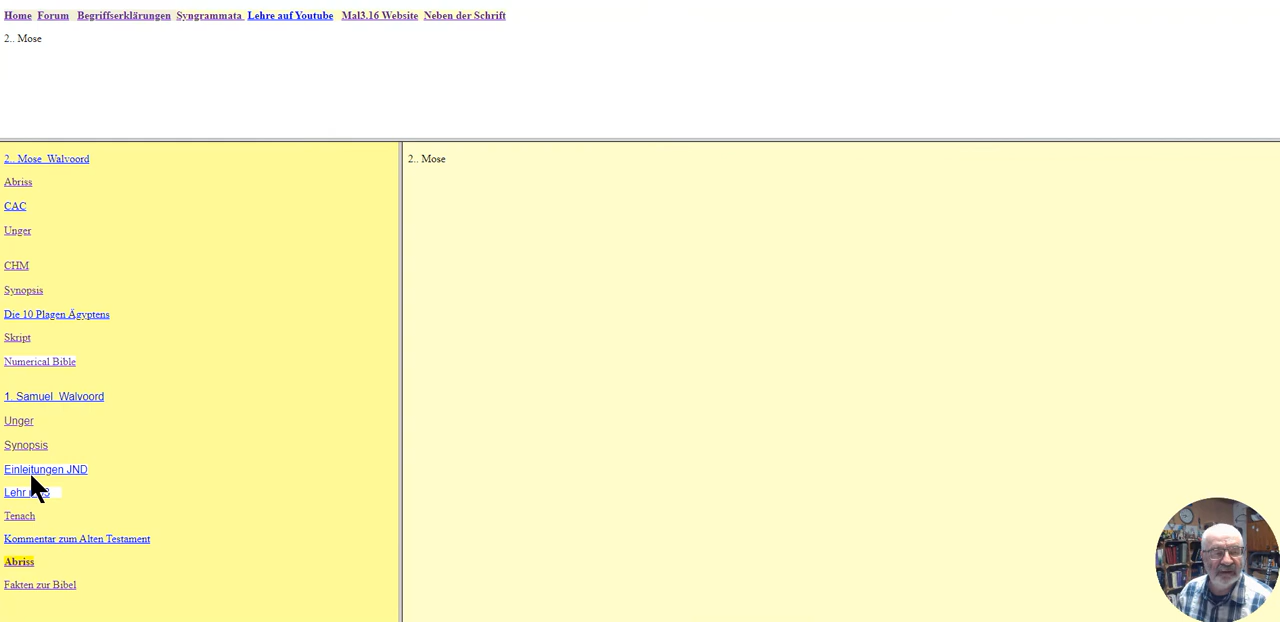 Home Forum Begriffserklärungen Syngrammata Lehre auf Youtube Mal3.16 Website Neben der Schrift
2.. Mose
2.. Mose Walvoord
Abriss
CAC
Unger
CHM
Synopsis
Die 10 Plagen Ägyptens
Skript
Numerical Bible
1. Samuel Walvoord
Unger
Synopsis
Einleitungen JND
Lehr
Tenach
Kommentar zum Alten Testament
Abriss
Fakten zur Bibel
2.. Mose